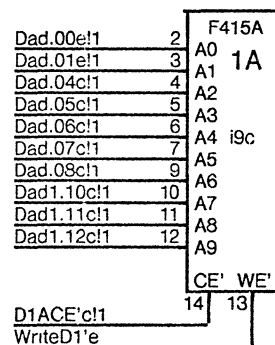 F415A
1A
Dad.00e!1 2 A0
Dad.01e!1 3 A1
Dad.04c!1 4 A2
Dad.05c!1 5 A3
Dad.06c!1 6 A4 i9c
Dad.07c!1 7 A5
Dad.08c!1 9 A6
Dad1.10c!1 10 A7
Dad1.11c!1 11 A8
Dad1.12c!1 12 A9
CE' WE'
14 13
D1ACE'c!1
WriteD1'e